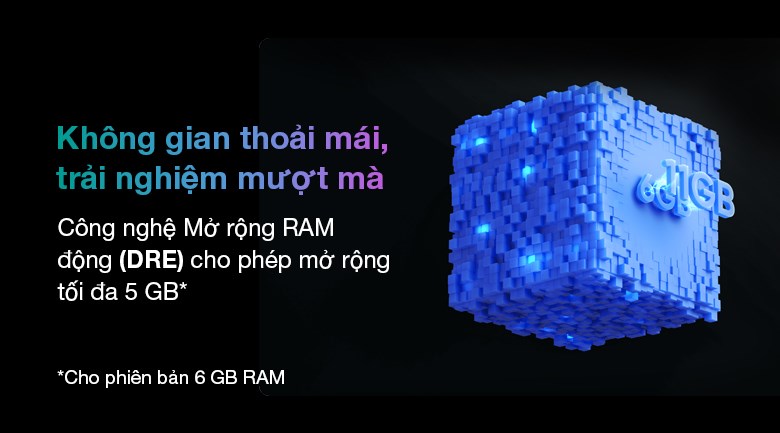 Không gian thoải mái,
trải nghiệm mượt mà
Công nghệ Mở rộng RAM
động (DRE) cho phép mở rộng
tối đa 5 GB*
*Cho phiên bản 6 GB RAM